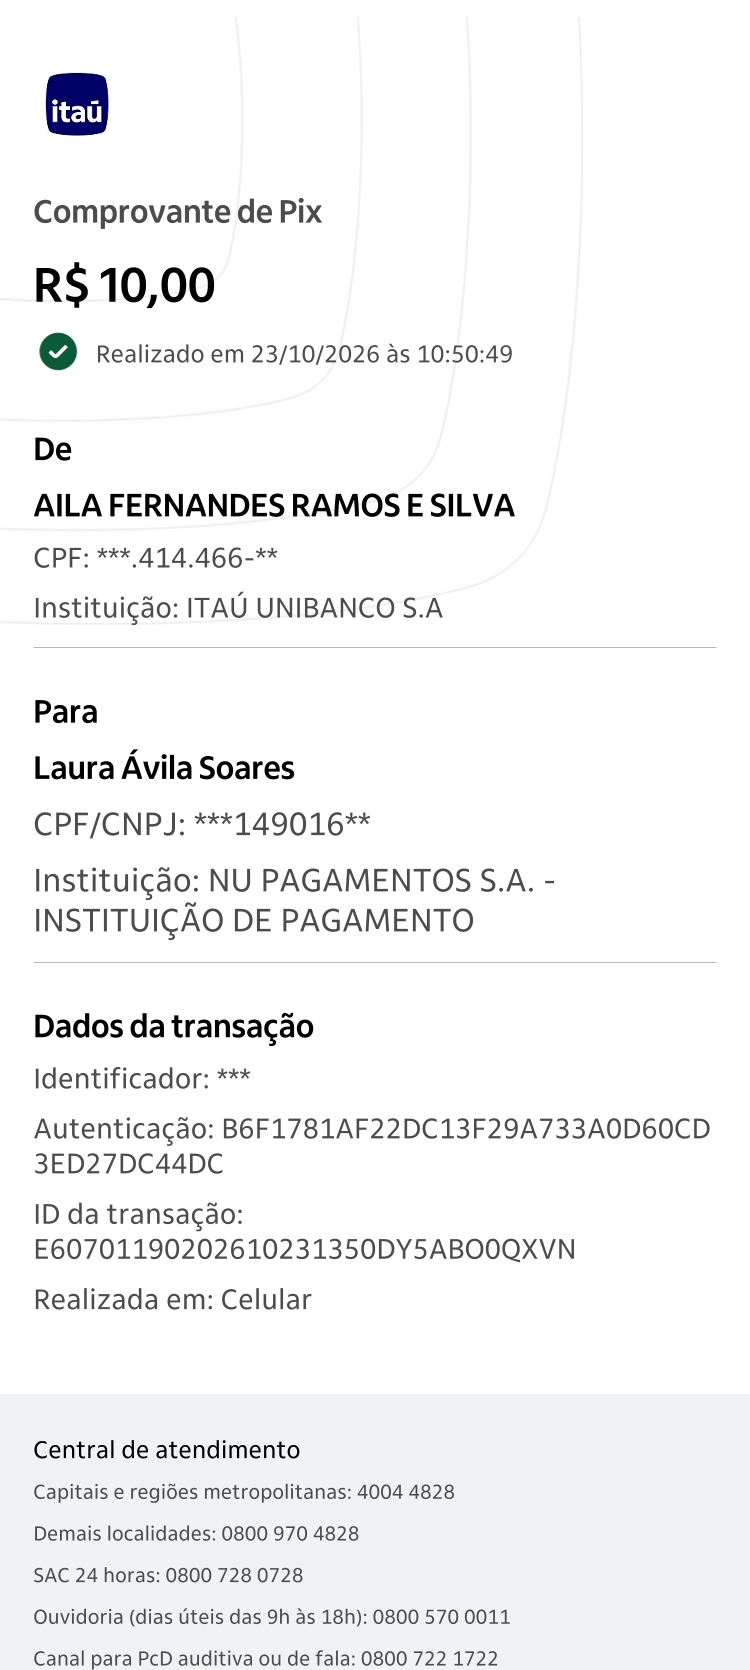 itaú
Comprovante de Pix
R$ 10,00
Realizado em 23/10/2026 às 10:50:49
De
AILA FERNANDES RAMOS E SILVA
CPF: ***.414.466-**
Instituição: ITAÚ UNIBANCO S.A
Para
Laura Ávila Soares
CPF/CNPJ: ***149016**
Instituição: NU PAGAMENTOS S.A. -
INSTITUIÇÃO DE PAGAMENTO
Dados da transação
Identificador: ***
Autenticação: B6F1781AF22DC13F29A733A0D60CD
3ED27DC44DC
ID da transação:
E60701190202610231350DY5ABO0QXVN
Realizada em: Celular
Central de atendimento
Capitais e regiões metropolitanas: 4004 4828
Demais localidades: 0800 970 4828
SAC 24 horas: 0800 728 0728
Ouvidoria (dias úteis das 9h às 18h): 0800 570 0011
Canal para PcD auditiva ou de fala: 0800 722 1722